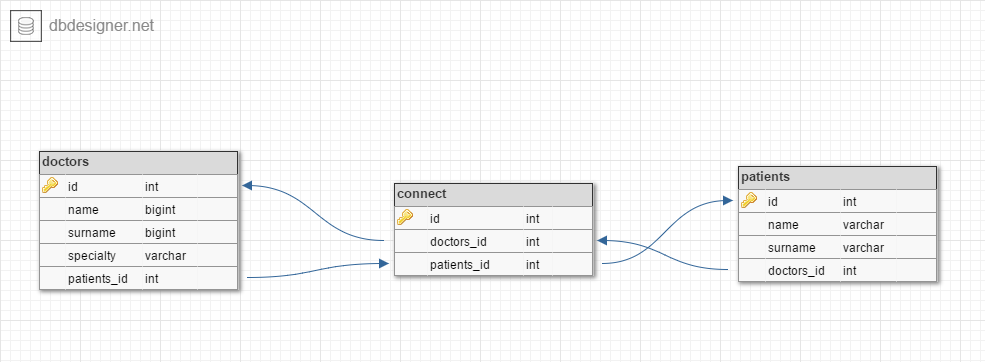 dbdesigner.net
doctors
id int
name bigint
surname bigint
specialty varchar
patients_id int
connect
id int
doctors_id int
patients_id int
patients
id int
name varchar
surname varchar
doctors_id int